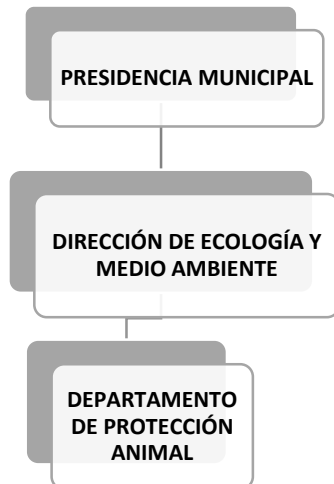 PRESIDENCIA MUNICIPAL
DIRECCIÓN DE ECOLOGÍA Y
MEDIO AMBIENTE
DEPARTAMENTO
DE PROTECCIÓN
ANIMAL